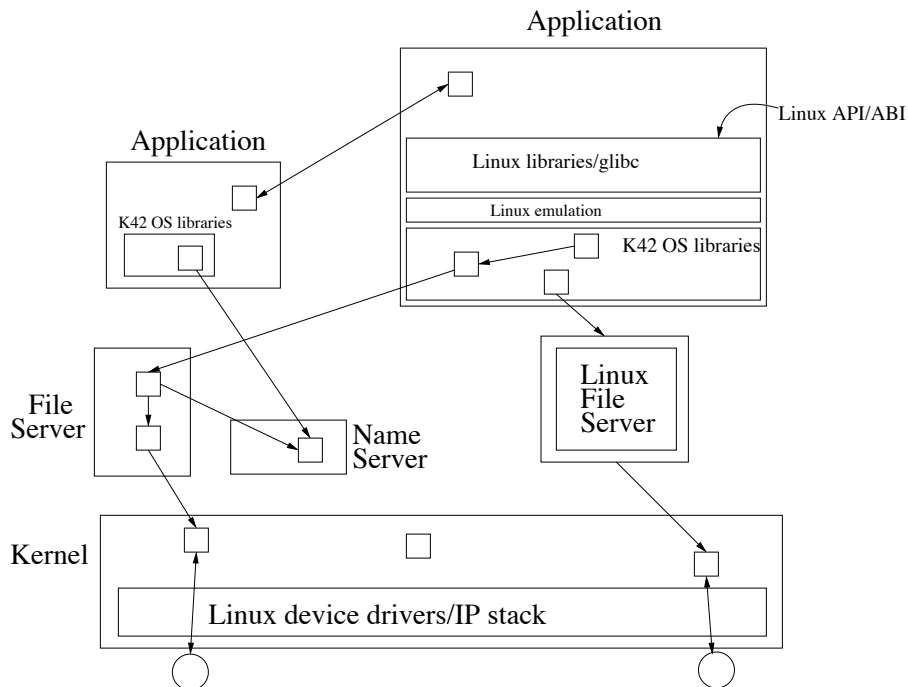 Application
Linux API/ABI
Application
Linux libraries/glibc
Linux emulation
K42 OS libraries
K42 OS libraries
File
Server
Name
Server
Linux
File
Server
Kernel
Linux device drivers/IP stack